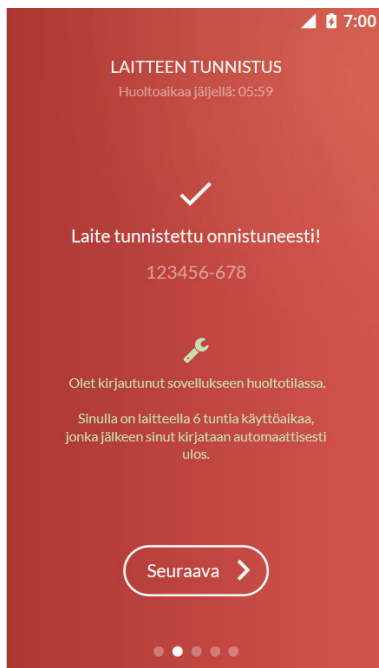 7:00
LAITTEEN TUNNISTUS
Huoltoaikaa jäljellä: 05:59
Laite tunnistettu onnistuneesti!
123456-678
Olet kirjautunut sovellukseen huoltotilassa.
Sinulla on laitteella 6 tuntia käyttöaikaa,
jonka jälkeen sinut kirjataan automaattisesti
ulos.
Seuraava